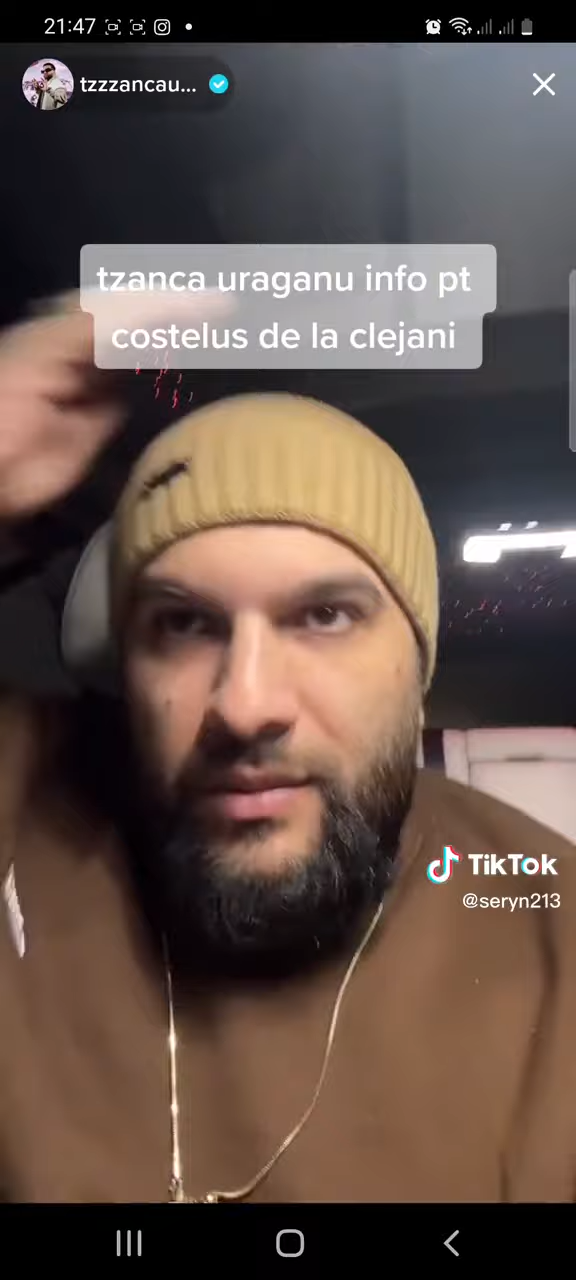 21:47
tzzzancau...
tzanca uraganu info pt
costelus de la clejani
TikTok
@seryn213